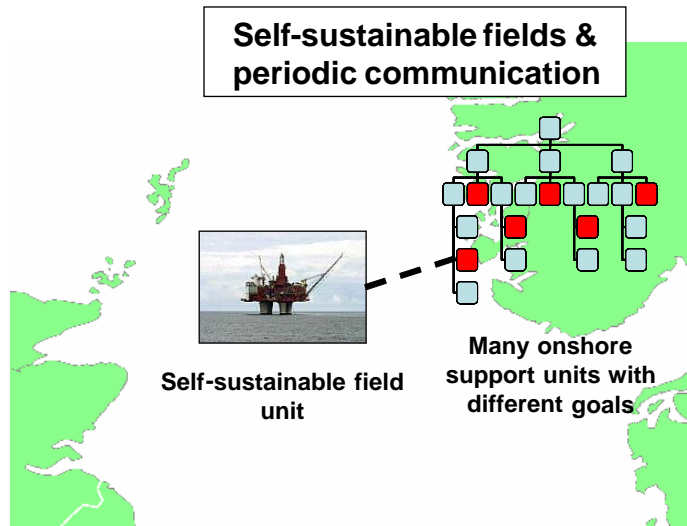 Self-sustainable fields &
periodic communication
Self-sustainable field
unit
Many onshore
support units with
different goals